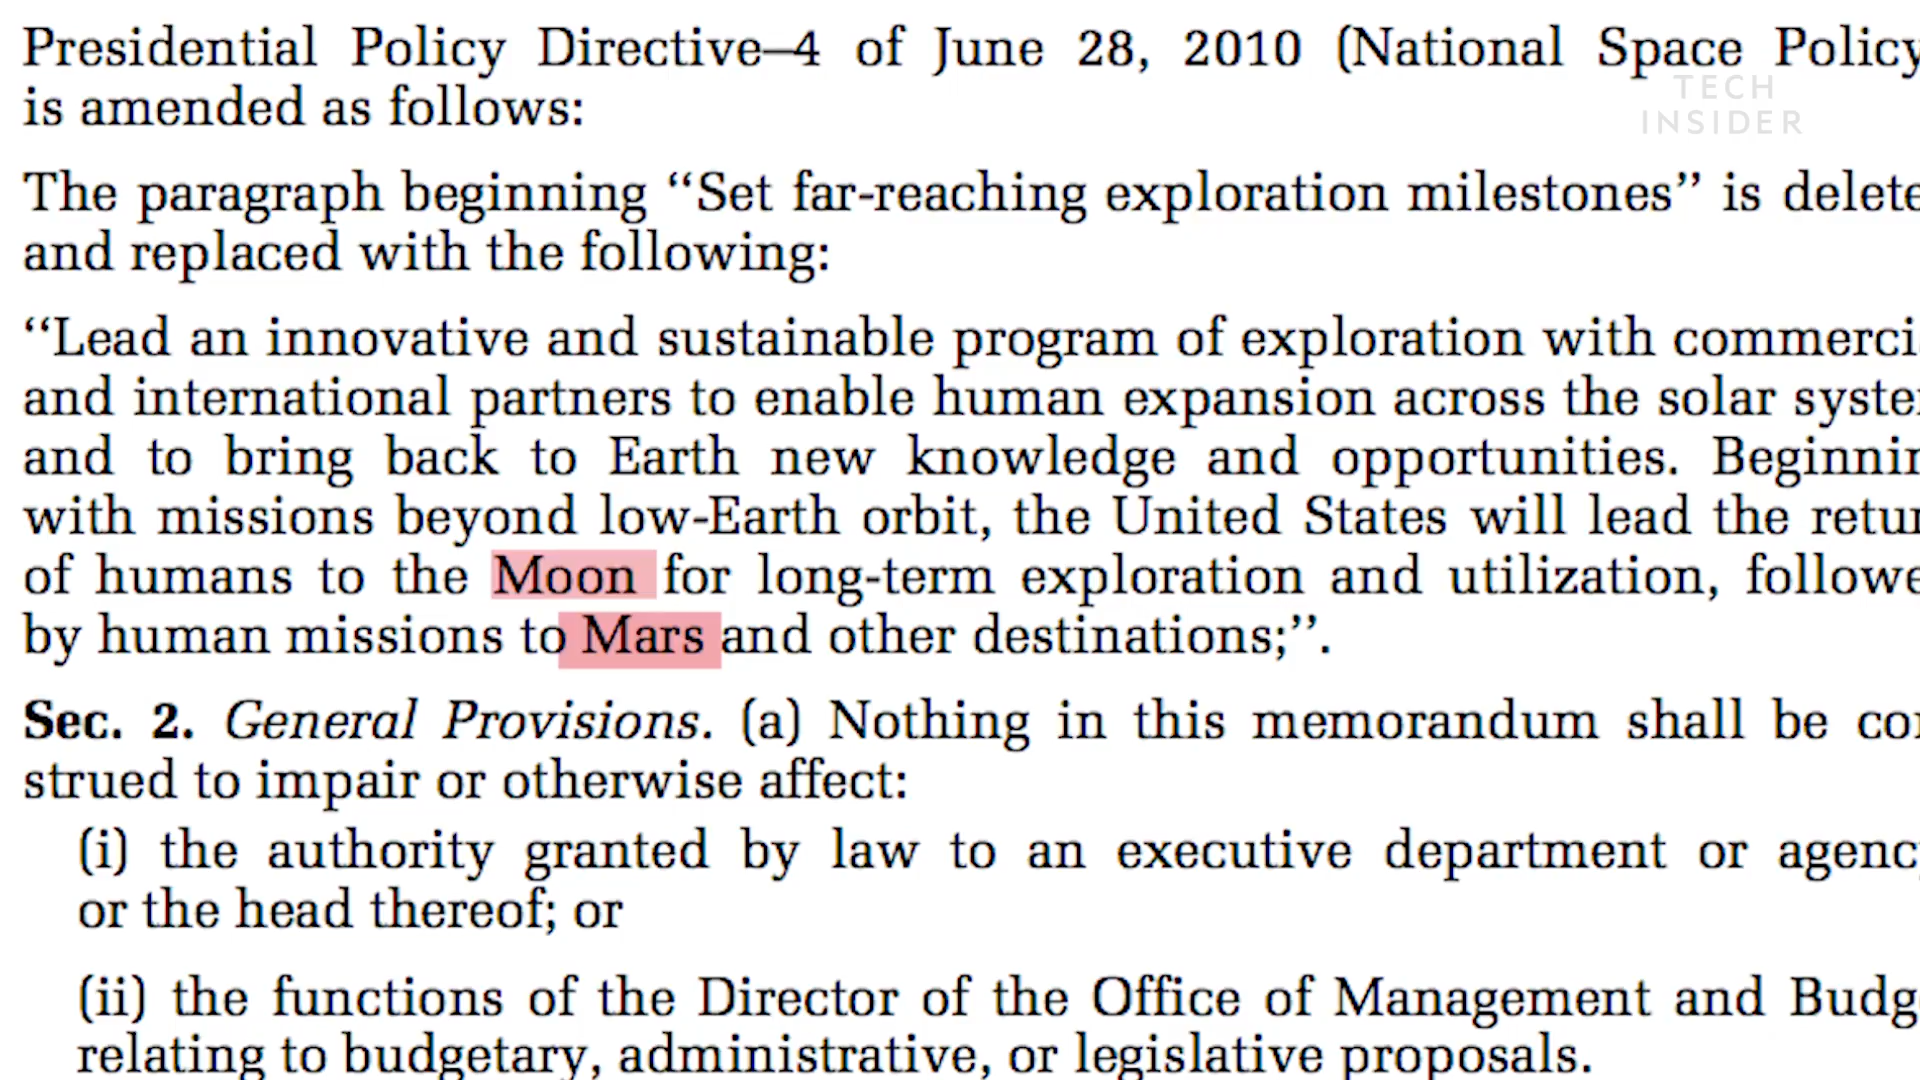 Presidential Policy Directive–4 of June 28, 2010 (National Space Policy
is amended as follows:
TECH
INSIDER
The paragraph beginning ‘‘Set far-reaching exploration milestones’’ is delete
and replaced with the following:
‘‘Lead an innovative and sustainable program of exploration with commerci
and international partners to enable human expansion across the solar syste
and to bring back to Earth new knowledge and opportunities. Beginnin
with missions beyond low-Earth orbit, the United States will lead the retur
of humans to the Moon for long-term exploration and utilization, followe
by human missions to Mars and other destinations;’’.
Sec. 2. General Provisions. (a) Nothing in this memorandum shall be con
strued to impair or otherwise affect:
(i) the authority granted by law to an executive department or agency
or the head thereof; or
(ii) the functions of the Director of the Office of Management and Budg
relating to budgetary, administrative, or legislative proposals.